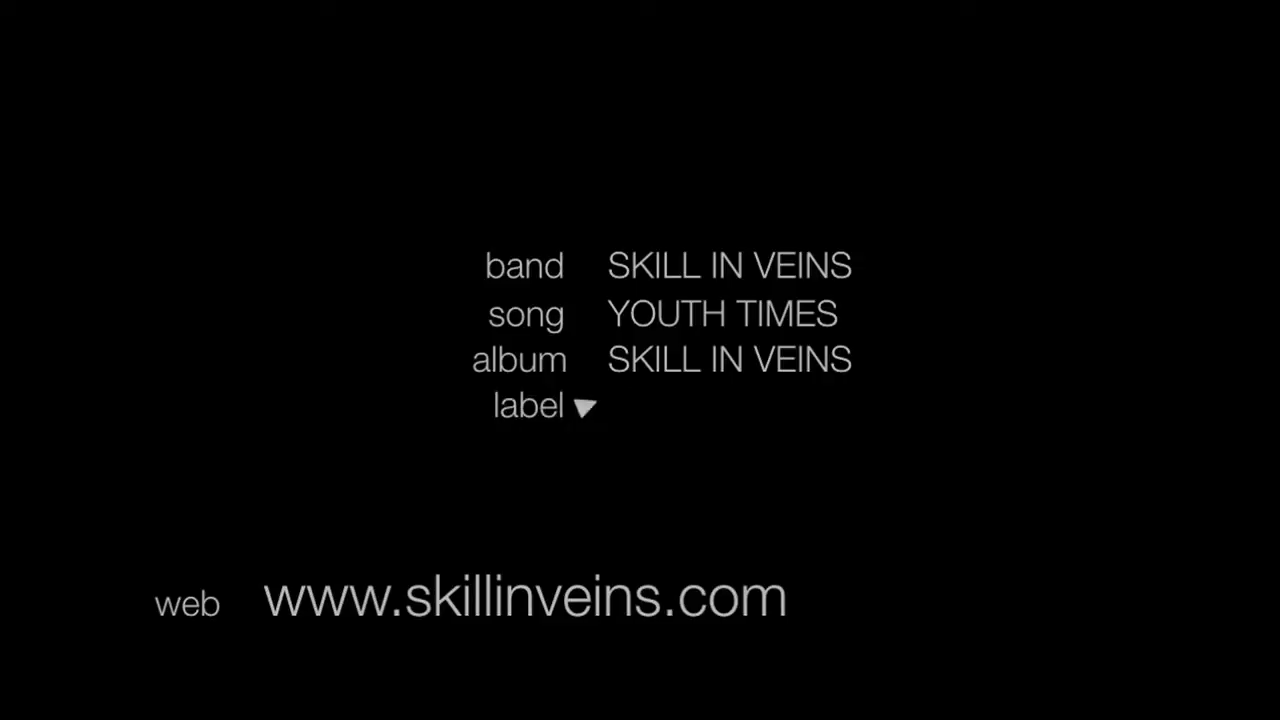 band SKILL IN VEINS
song YOUTH TIMES
album SKILL IN VEINS
label
web www.skillinveins.com